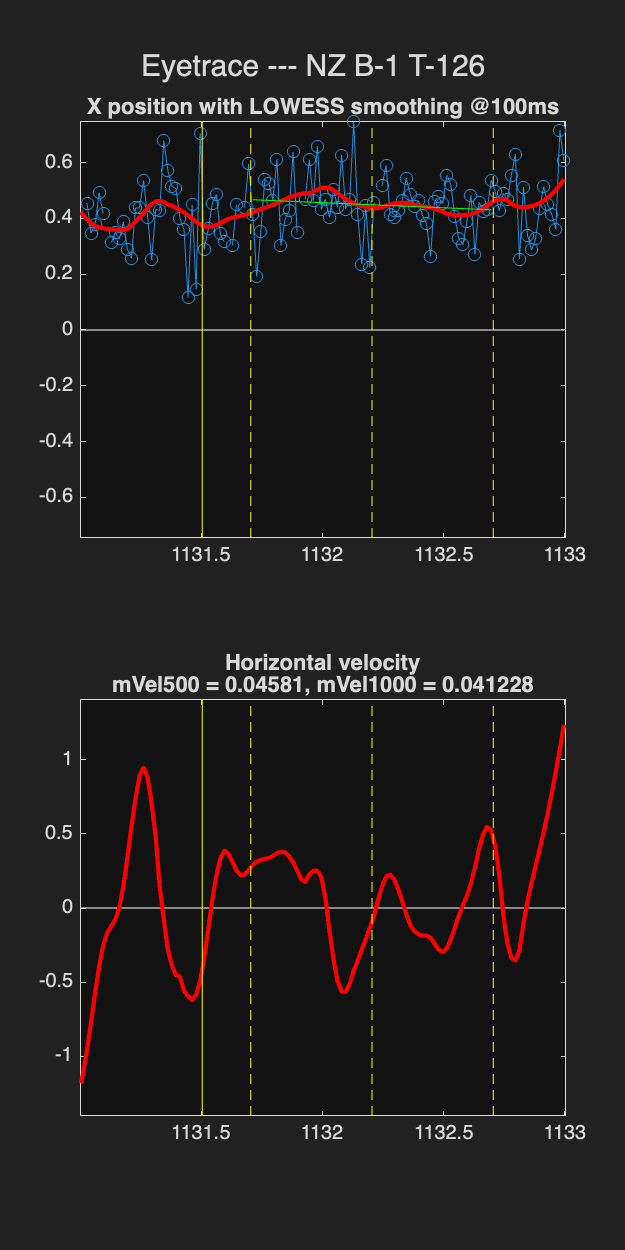 Eyetrace --- NZ B-1 T-126
X position with LOWESS smoothing @100ms
0.6
0.4
0.2
0
-0.2
-0.4
-0.6
1131.5 1132 1132.5 1133
Horizontal velocity
mVel500 = 0.04581, mVel1000 = 0.041228
1
0.5
0
-0.5
-1
1131.5 1132 1132.5 1133